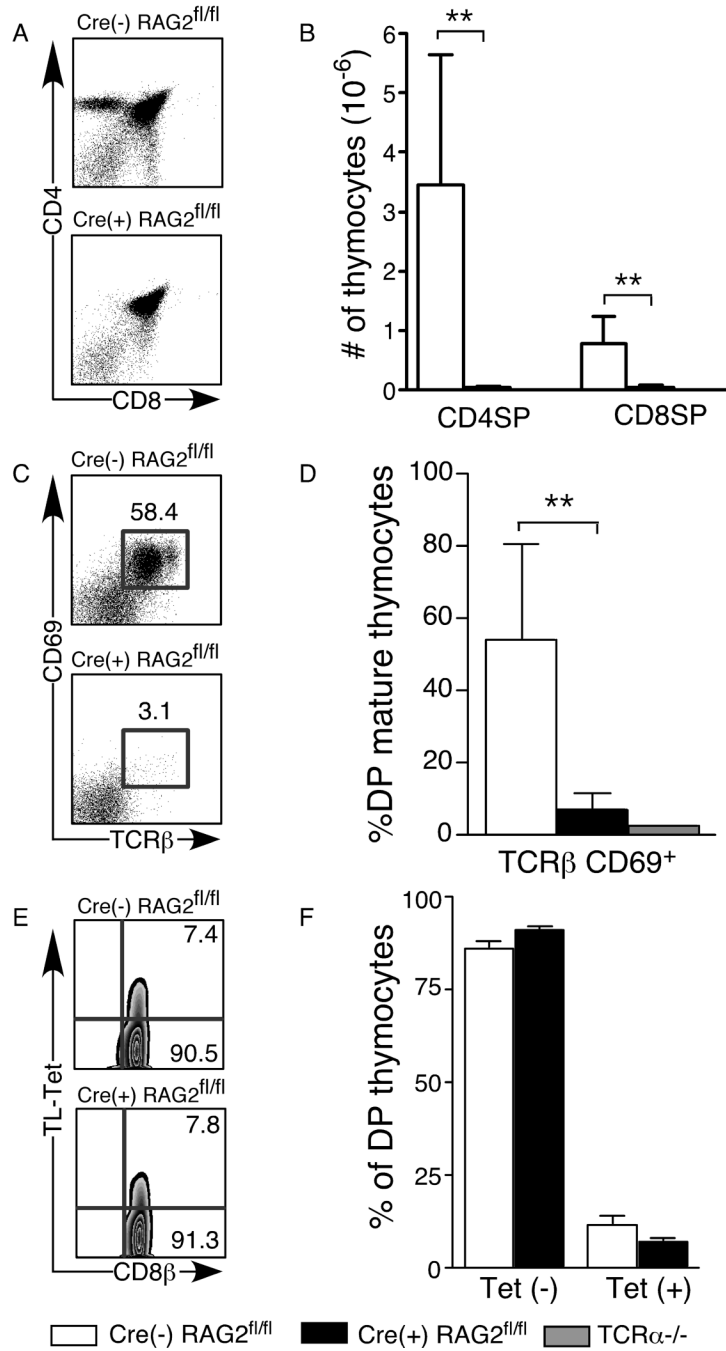 A
Cre(-) RAG2fl/fl
Cre(+) RAG2fl/fl
CD4
CD8
B
**
**
6
5
4
3
2
1
0
# of thymocytes (10-6)
CD4SP
CD8SP
C
Cre(-) RAG2fl/fl
58.4
Cre(+) RAG2fl/fl
3.1
CD69
TCRβ
D
**
100
80
60
40
20
0
%DP mature thymocytes
TCRβ CD69+
E
Cre(-) RAG2fl/fl
7.4
90.5
Cre(+) RAG2fl/fl
7.8
91.3
TL-Tet
CD8β
F
100
75
50
25
0
% of DP thymocytes
Tet (-)
Tet (+)
Cre(-) RAG2fl/fl
Cre(+) RAG2fl/fl
TCRα-/-